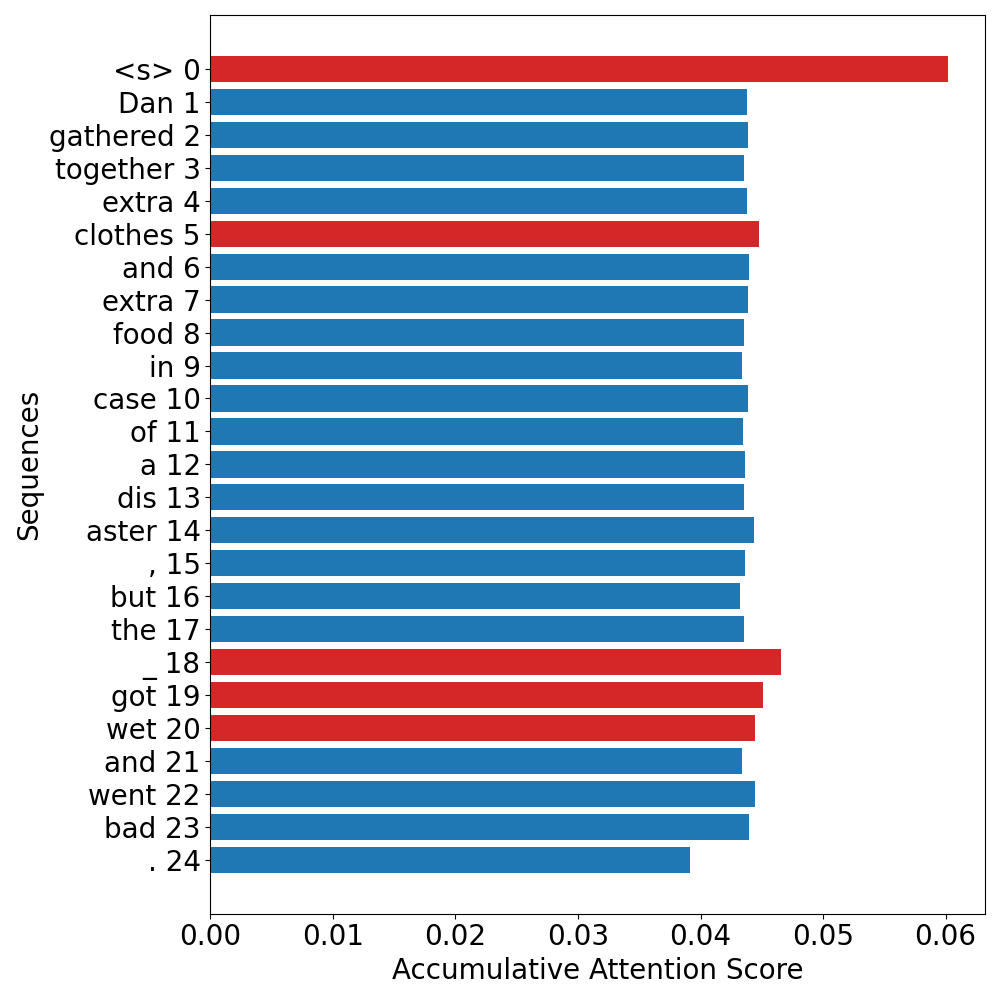 <s> 0
Dan 1
gathered 2
together 3
extra 4
clothes 5
and 6
extra 7
food 8
in 9
case 10
of 11
a 12
dis 13
aster 14
, 15
but 16
the 17
_ 18
got 19
wet 20
and 21
went 22
bad 23
. 24
Sequences
0.00 0.01 0.02 0.03 0.04 0.05 0.06
Accumulative Attention Score